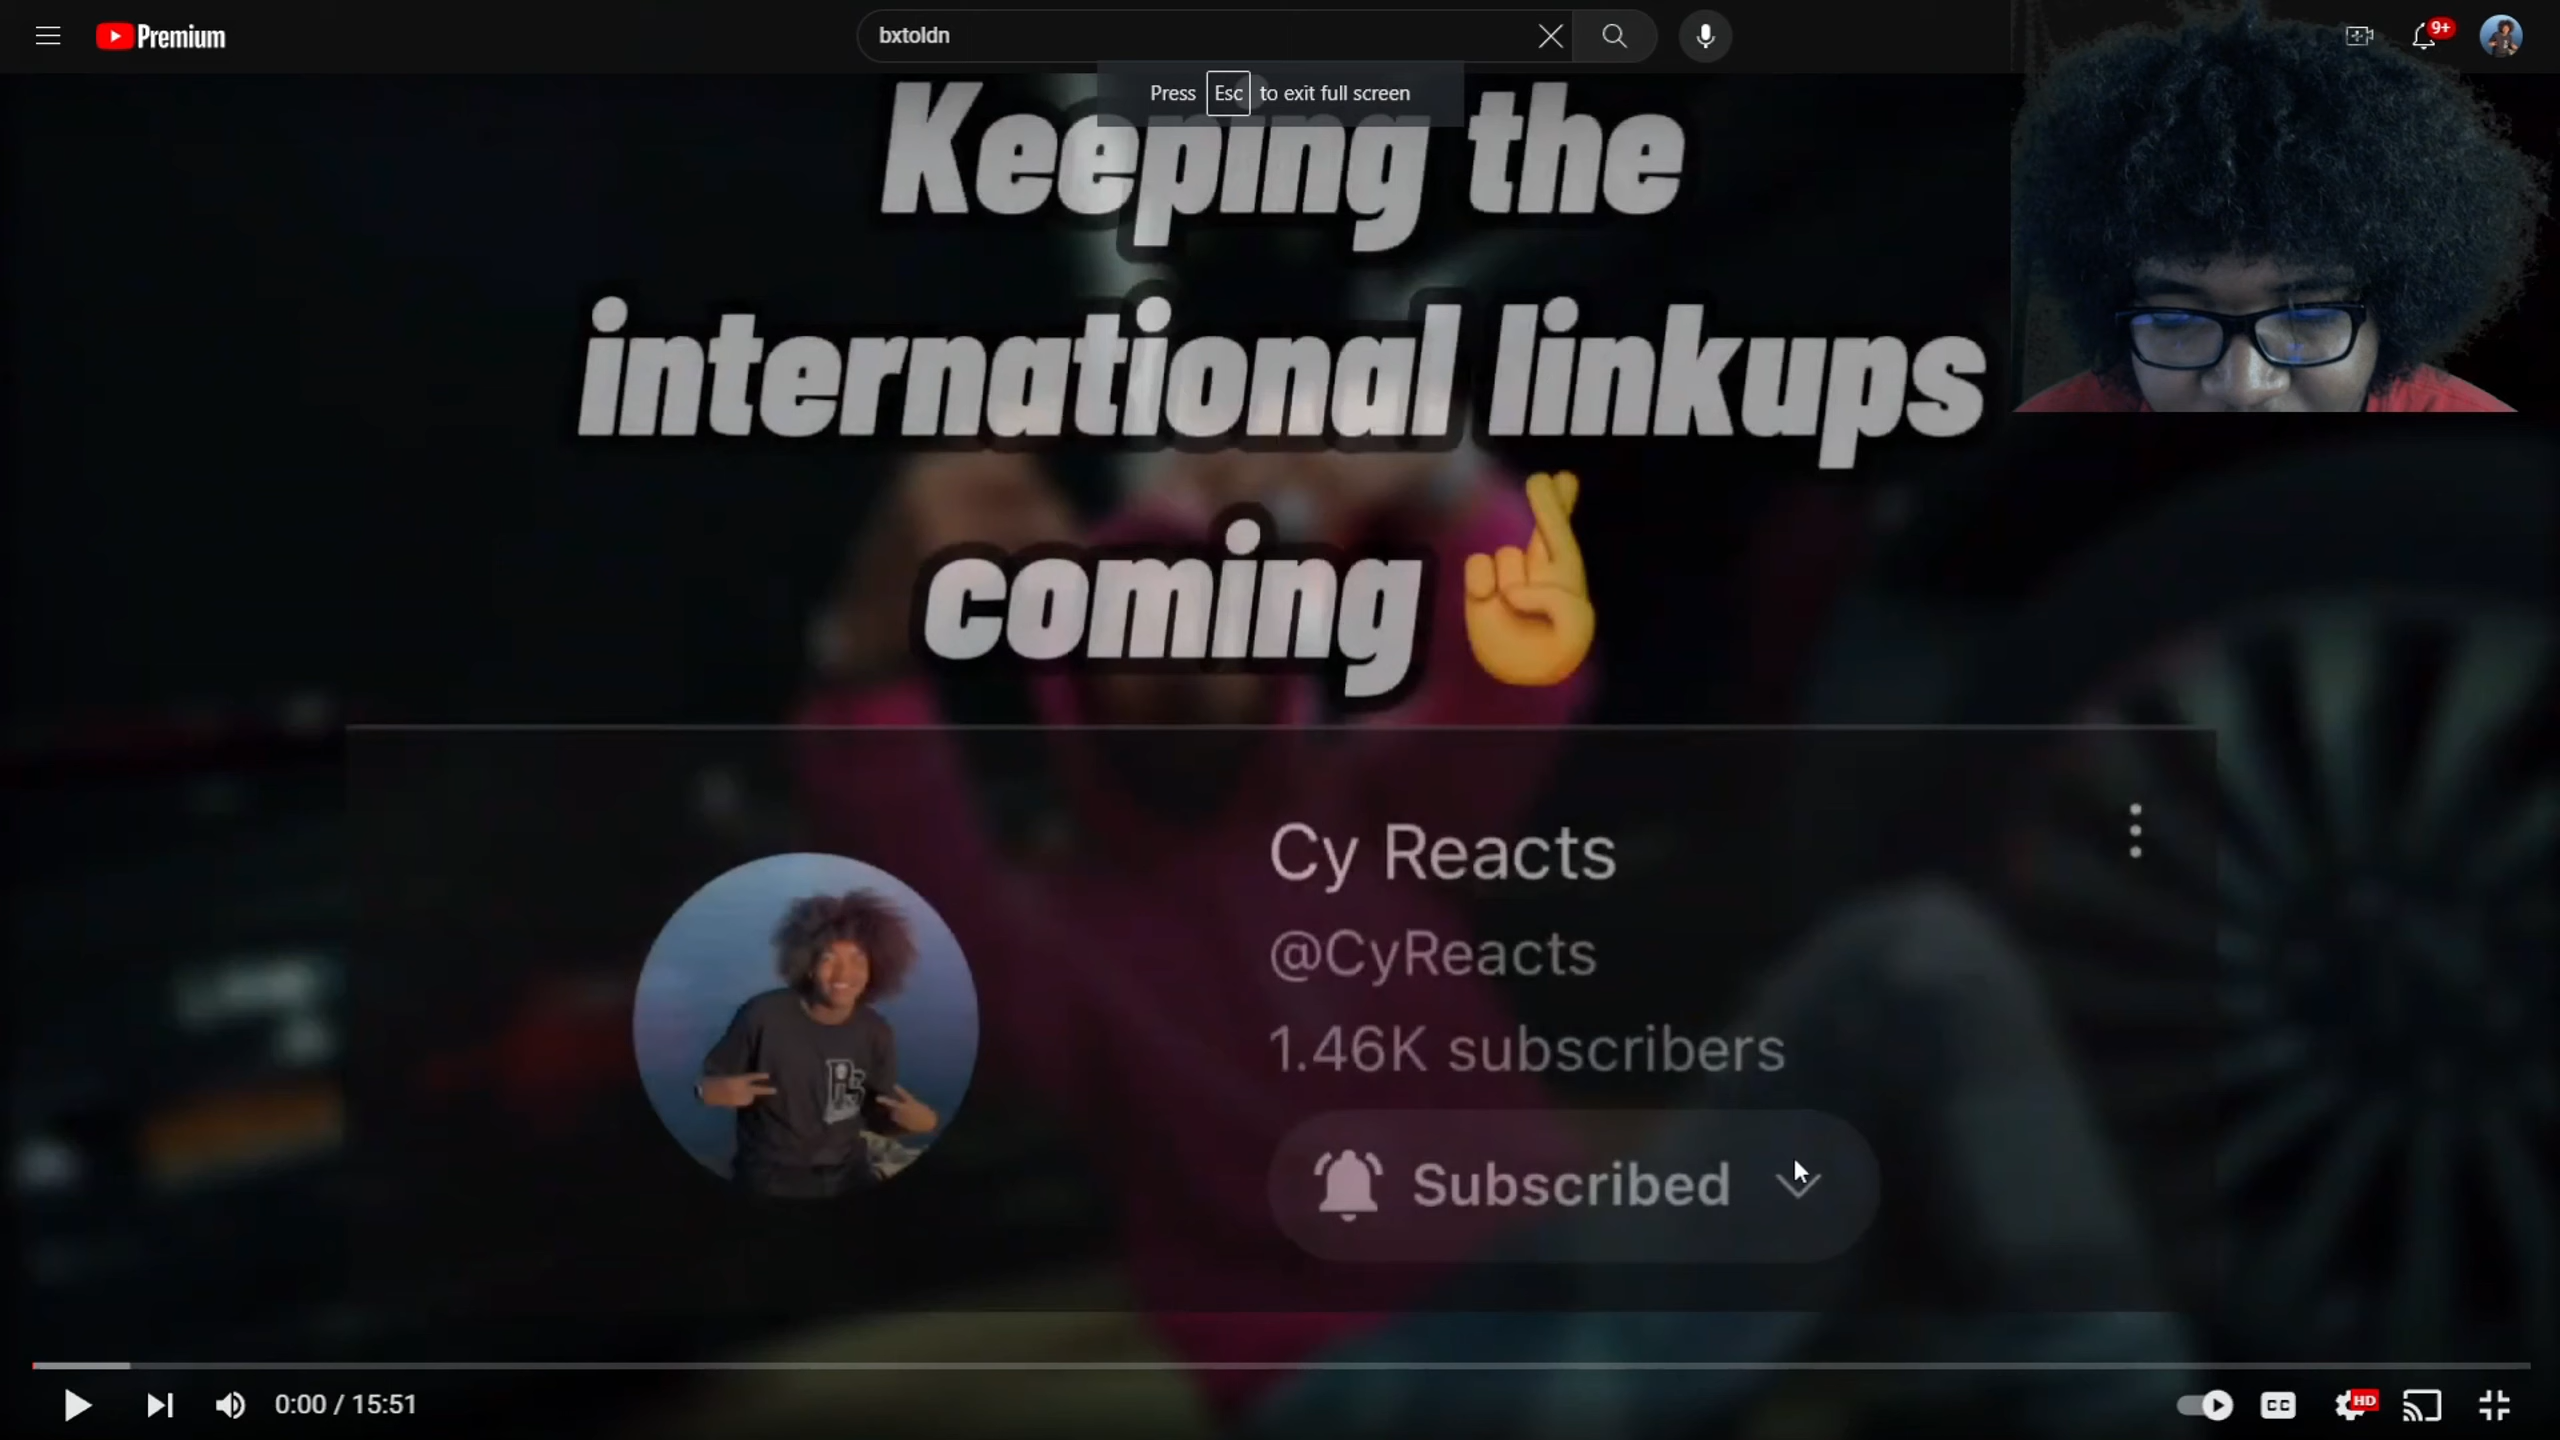 Premium
bxtoldn
9+
Press Esc to exit full screen
Keeping the
international linkups
coming🤞
Cy Reacts
@CyReacts
1.46K subscribers
Subscribed
0:00 / 15:51
CC
HD